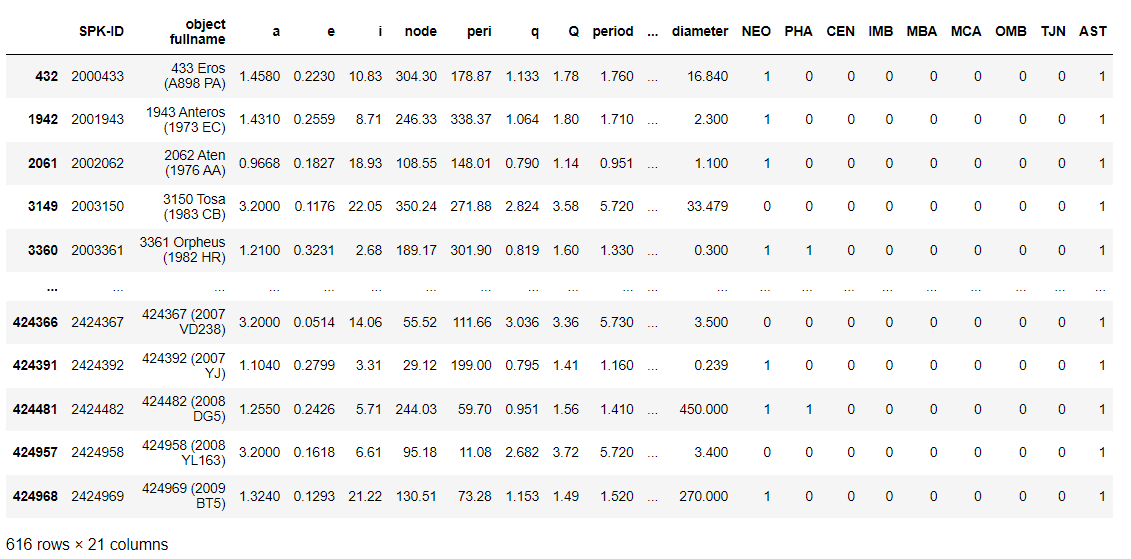 SPK-ID object fullname a e i node peri q Q period ... diameter NEO PHA CEN IMB MBA MCA OMB TJN AST
432 2000433 433 Eros (A898 PA) 1.4580 0.2230 10.83 304.30 178.87 1.133 1.78 1.760 ... 16.840 1 0 0 0 0 0 0 0 1
1942 2001943 1943 Anteros (1973 EC) 1.4310 0.2559 8.71 246.33 338.37 1.064 1.80 1.710 ... 2.300 1 0 0 0 0 0 0 0 1
2061 2002062 2062 Aten (1976 AA) 0.9668 0.1827 18.93 108.55 148.01 0.790 1.14 0.951 ... 1.100 1 0 0 0 0 0 0 0 1
3149 2003150 3150 Tosa (1983 CB) 3.2000 0.1176 22.05 350.24 271.88 2.824 3.58 5.720 ... 33.479 0 0 0 0 0 0 0 0 1
3360 2003361 3361 Orpheus (1982 HR) 1.2100 0.3231 2.68 189.17 301.90 0.819 1.60 1.330 ... 0.300 1 1 0 0 0 0 0 0 1
... ... ... ... ... ... ... ... ... ... ... ... ... ... ... ... ... ... ... ... ... ...
424366 2424367 424367 (2007 VD238) 3.2000 0.0514 14.06 55.52 111.66 3.036 3.36 5.730 ... 3.500 0 0 0 0 0 0 0 0 1
424391 2424392 424392 (2007 YJ) 1.1040 0.2799 3.31 29.12 199.00 0.795 1.41 1.160 ... 0.239 1 0 0 0 0 0 0 0 1
424481 2424482 424482 (2008 DG5) 1.2550 0.2426 5.71 244.03 59.70 0.951 1.56 1.410 ... 450.000 1 1 0 0 0 0 0 0 1
424957 2424958 424958 (2008 YL163) 3.2000 0.1618 6.61 95.18 11.08 2.682 3.72 5.720 ... 3.400 0 0 0 0 0 0 0 0 1
424968 2424969 424969 (2009 BT5) 1.3240 0.1293 21.22 130.51 73.28 1.153 1.49 1.520 ... 270.000 1 0 0 0 0 0 0 0 1
616 rows × 21 columns